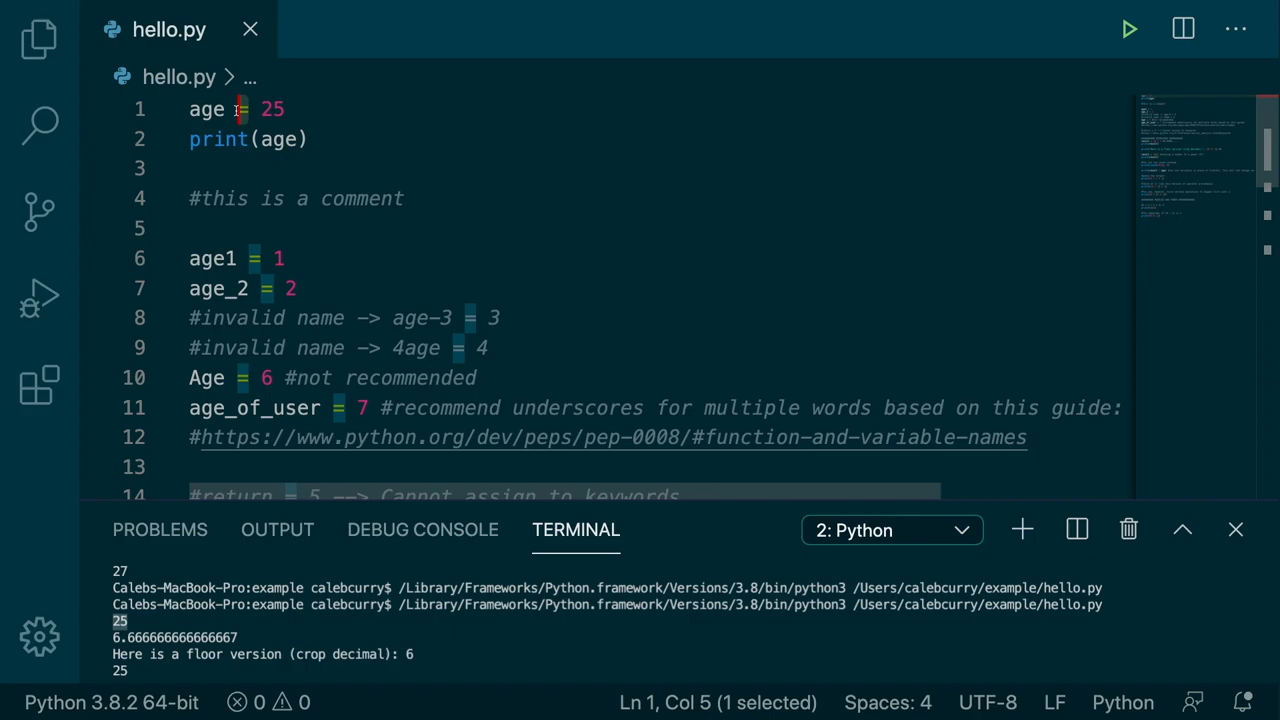 hello.py
hello.py > ...
1 age = 25
2 print(age)
3
4 #this is a comment
5
6 age1 = 1
7 age_2 = 2
8 #invalid name -> age-3 = 3
9 #invalid name -> 4age = 4
10 Age = 6 #not recommended
11 age_of_user = 7 #recommend underscores for multiple words based on this guide:
12 #https://www.python.org/dev/peps/pep-0008/#function-and-variable-names
13
14 #return = 5 --> Cannot assign to keywords
PROBLEMS OUTPUT DEBUG CONSOLE TERMINAL 2: Python
27
Calebs-MacBook-Pro:example calebcurry$ /Library/Frameworks/Python.framework/Versions/3.8/bin/python3 /Users/calebcurry/example/hello.py
Calebs-MacBook-Pro:example calebcurry$ /Library/Frameworks/Python.framework/Versions/3.8/bin/python3 /Users/calebcurry/example/hello.py
25
6.666666666666667
Here is a floor version (crop decimal): 6
25
Python 3.8.2 64-bit 0 0 Ln 1, Col 5 (1 selected) Spaces: 4 UTF-8 LF Python